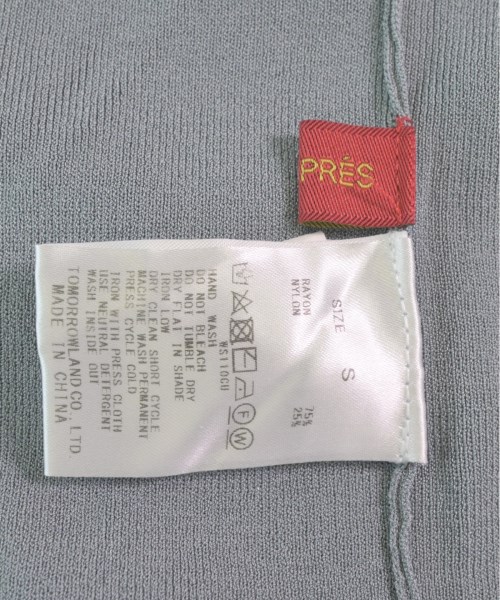 PRÉS
SIZE S
RAYON 75%
NYLON 25%
WS110CU
HAND WASH
DO NOT BLEACH
DO NOT TUMBLE DRY
DRY FLAT IN SHADE
IRON LOW
DRY CLEAN SHORT CYCLE
MACHINE WASH PERMANENT
PRESS CYCLE COLD
IRON WITH PRESS CLOTH
USE NEUTRAL DETERGENT
WASH INSIDE OUT
TOMORROWLAND CO., LTD.
MADE IN CHINA